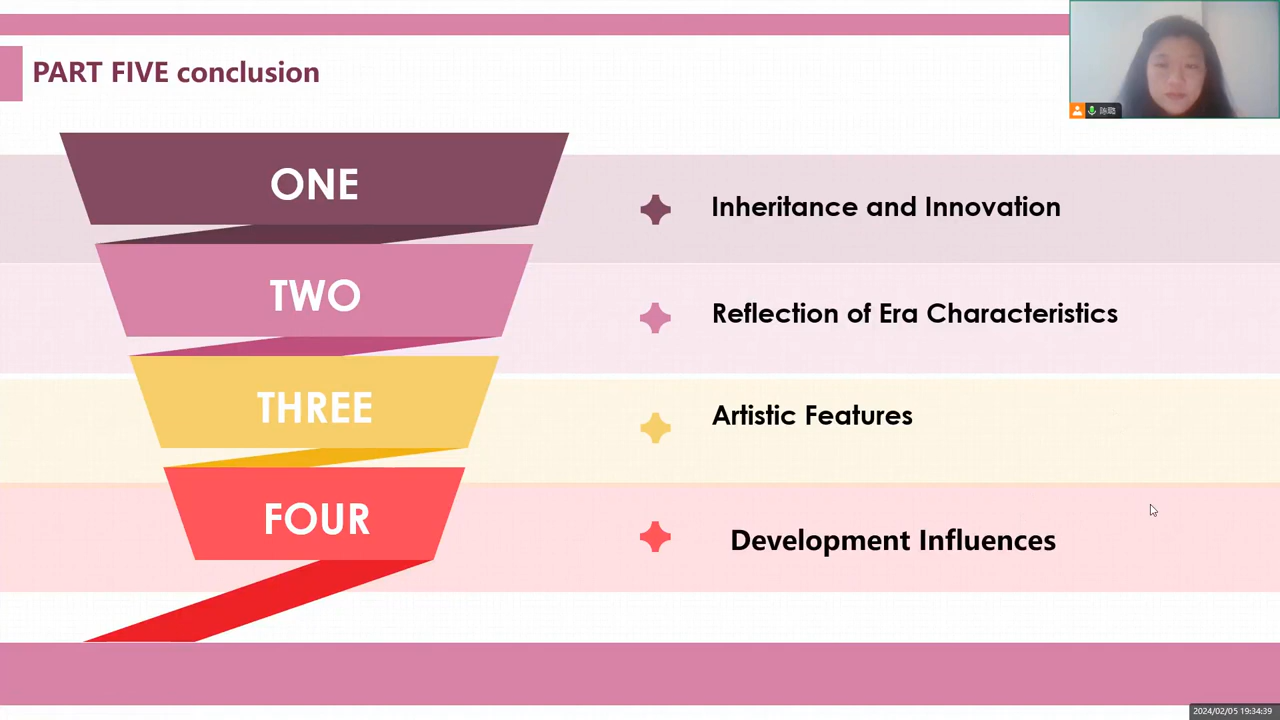 PART FIVE conclusion
ONE
Inheritance and Innovation
TWO
Reflection of Era Characteristics
THREE
Artistic Features
FOUR
Development Influences
2024/02/05 19:34:39